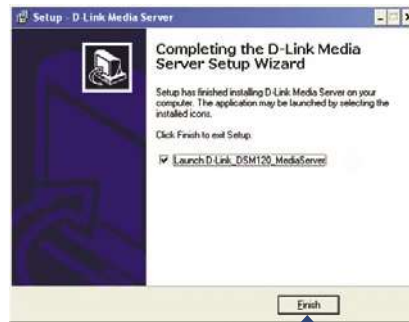 Setup - D-Link Media Server
Completing the D-Link Media
Server Setup Wizard
Setup has finished installing D-Link Media Server on your
computer. The application may be launched by selecting the
installed icons.
Click Finish to exit Setup.
Launch D-Link_DSM120_MediaServer
Finish